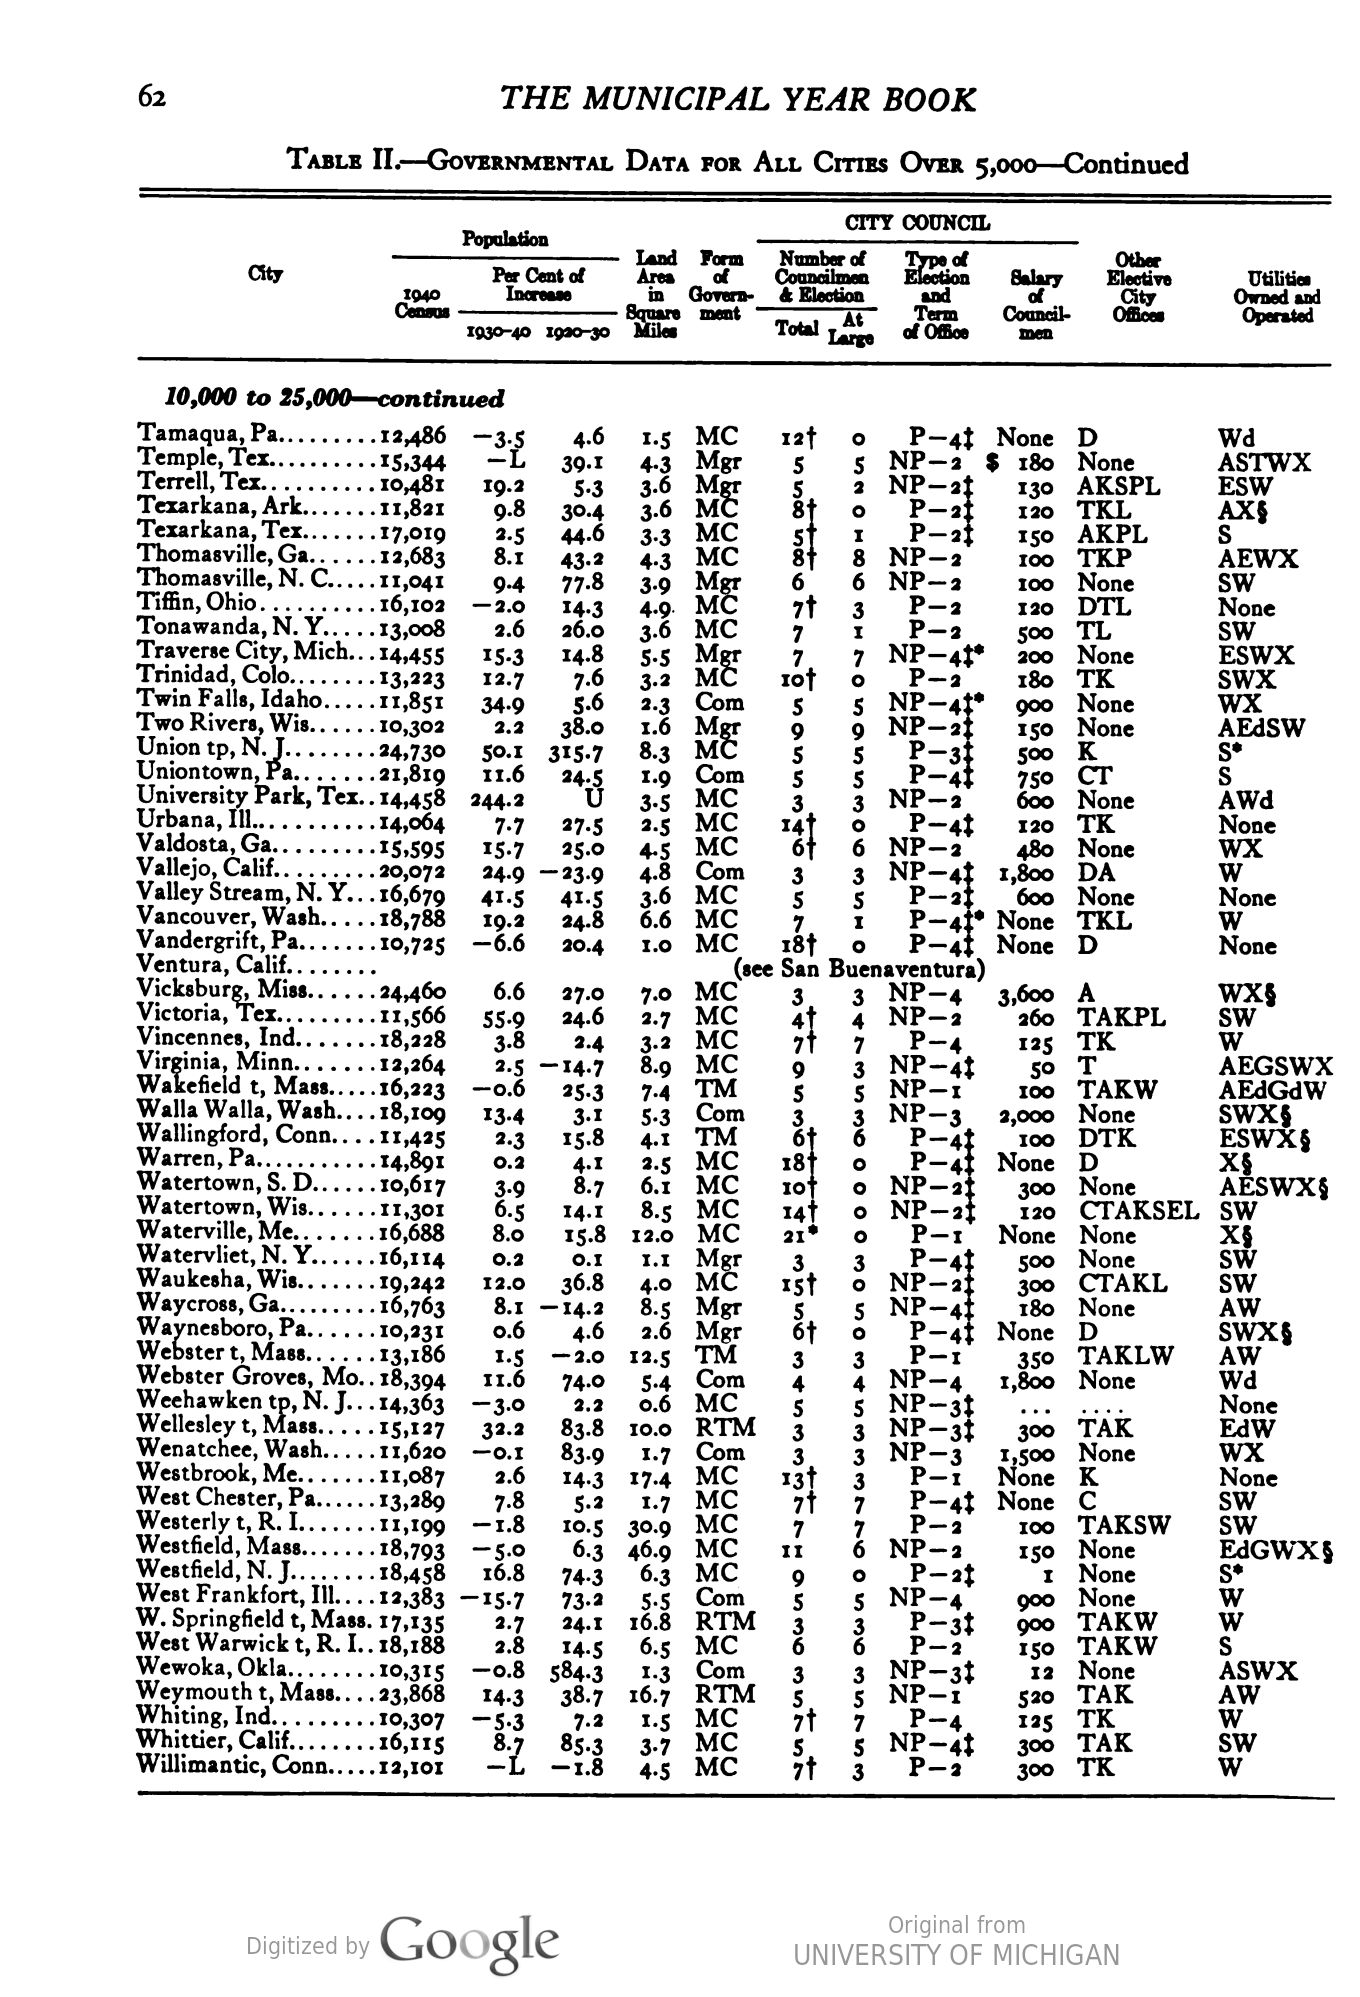 62 THE MUNICIPAL YEAR BOOK
TABLE II.—GOVERNMENTAL DATA FOR ALL CITIES OVER 5,000—Continued
CITY COUNCIL
Population
City 1940 Census Per Cent of Increase 1930–40 1920–30 Land Area in Square Miles Form of Government Number of Councilmen & Election Total At Large Type of Election and Term of Office Salary of Councilmen Other Elective City Offices Utilities Owned and Operated
10,000 to 25,000—continued
Tamaqua, Pa.........12,486 −3.5 4.6 1.5 MC 12† 0 P−4‡ None D Wd
Temple, Tex..........15,344 −L 39.1 4.3 Mgr 5 5 NP−2 $ 180 None ASTWX
Terrell, Tex..........10,481 19.2 5.3 3.6 Mgr 5 2 NP−2‡ 130 AKSPL ESW
Texarkana, Ark.......11,821 9.8 30.4 3.6 MC 8† 0 P−2‡ 120 TKL AX§
Texarkana, Tex.......17,019 2.5 44.6 3.3 MC 5† 1 P−2‡ 150 AKPL S
Thomasville, Ga......12,683 8.1 43.2 4.3 MC 8† 8 NP−2 100 TKP AEWX
Thomasville, N. C.....11,041 9.4 77.8 3.9 Mgr 6 6 NP−2 100 None SW
Tiffin, Ohio..........16,102 −2.0 14.3 4.9 MC 7† 3 P−2 120 DTL None
Tonawanda, N. Y.....13,008 2.6 26.0 3.6 MC 7 1 P−2 500 TL SW
Traverse City, Mich...14,455 15.3 14.8 5.5 Mgr 7 7 NP−4‡* 200 None ESWX
Trinidad, Colo........13,223 12.7 7.6 3.2 MC 10† 0 P−2 180 TK SWX
Twin Falls, Idaho.....11,851 34.9 5.6 2.3 Com 5 5 NP−4‡* 900 None WX
Two Rivers, Wis......10,302 2.2 38.0 1.6 Mgr 9 9 NP−2‡ 150 None AEdSW
Union tp, N. J........24,730 50.1 315.7 8.3 MC 5 5 P−3‡ 500 K S*
Uniontown, Pa.......21,819 11.6 24.5 1.9 Com 5 5 P−4‡ 750 CT S
University Park, Tex..14,458 244.2 U 3.5 MC 3 3 NP−2 600 None AWd
Urbana, Ill...........14,064 7.7 27.5 2.5 MC 14† 0 P−4‡ 120 TK None
Valdosta, Ga.........15,595 15.7 25.0 4.5 MC 6† 6 NP−2 480 None WX
Vallejo, Calif.........20,072 24.9 −23.9 4.8 Com 3 3 NP−4‡ 1,800 DA W
Valley Stream, N. Y...16,679 41.5 41.5 3.6 MC 5 5 P−2‡ 600 None None
Vancouver, Wash.....18,788 19.2 24.8 6.6 MC 7 1 P−4‡* None TKL W
Vandergrift, Pa.......10,725 −6.6 20.4 1.0 MC 18† 0 P−4‡ None D None
Ventura, Calif........ (see San Buenaventura)
Vicksburg, Miss......24,460 6.6 27.0 7.0 MC 3 3 NP−4 3,600 A WX§
Victoria, Tex.........11,566 55.9 24.6 2.7 MC 4† 4 NP−2 260 TAKPL SW
Vincennes, Ind.......18,228 3.8 2.4 3.2 MC 7† 7 P−4 125 TK W
Virginia, Minn.......12,264 2.5 −14.7 8.9 MC 9 3 NP−4‡ 50 T AEGSWX
Wakefield t, Mass.....16,223 −0.6 25.3 7.4 TM 5 5 NP−1 100 TAKW AEdGdW
Walla Walla, Wash....18,109 13.4 3.1 5.3 Com 3 3 NP−3 2,000 None SWX§
Wallingford, Conn....11,425 2.3 15.8 4.1 TM 6† 6 P−4‡ 100 DTK ESWX§
Warren, Pa...........14,891 0.2 4.1 2.5 MC 18† 0 P−4‡ None D X§
Watertown, S. D......10,617 3.9 8.7 6.1 MC 10† 0 NP−2‡ 300 None AESWX§
Watertown, Wis......11,301 6.5 14.1 8.5 MC 14† 0 NP−2‡ 120 CTAKSEL SW
Waterville, Me.......16,688 8.0 15.8 12.0 MC 21* 0 P−1 None None X§
Watervliet, N. Y......16,114 0.2 0.1 1.1 Mgr 3 3 P−4‡ 500 None SW
Waukesha, Wis.......19,242 12.0 36.8 4.0 MC 15† 0 NP−2‡ 300 CTAKL SW
Waycross, Ga.........16,763 8.1 −14.2 8.5 Mgr 5 5 NP−4‡ 180 None AW
Waynesboro, Pa......10,231 0.6 4.6 2.6 Mgr 6† 0 P−4‡ None D SWX§
Webster t, Mass......13,186 1.5 −2.0 12.5 TM 3 3 P−1 350 TAKLW AW
Webster Groves, Mo..18,394 11.6 74.0 5.4 Com 4 4 NP−4 1,800 None Wd
Weehawken tp, N. J...14,363 −3.0 2.2 0.6 MC 5 5 NP−3‡ ... .... None
Wellesley t, Mass.....15,127 32.2 83.8 10.0 RTM 3 3 NP−3‡ 300 TAK EdW
Wenatchee, Wash.....11,620 −0.1 83.9 1.7 Com 3 3 NP−3 1,500 None WX
Westbrook, Me.......11,087 2.6 14.3 17.4 MC 13† 3 P−1 None K None
West Chester, Pa......13,289 7.8 5.2 1.7 MC 7† 7 P−4‡ None C SW
Westerly t, R. I.......11,199 −1.8 10.5 30.9 MC 7 7 P−2 100 TAKSW SW
Westfield, Mass.......18,793 −5.0 6.3 46.9 MC 11 6 NP−2 150 None EdGWX§
Westfield, N. J........18,458 16.8 74.3 6.3 MC 9 0 P−2‡ 1 None S*
West Frankfort, Ill....12,383 −15.7 73.2 5.5 Com 5 5 NP−4 900 None W
W. Springfield t, Mass. 17,135 2.7 24.1 16.8 RTM 3 3 P−3‡ 900 TAKW W
West Warwick t, R. I..18,188 2.8 14.5 6.5 MC 6 6 P−2 150 TAKW S
Wewoka, Okla........10,315 −0.8 584.3 1.3 Com 3 3 NP−3‡ 12 None ASWX
Weymouth t, Mass....23,868 14.3 38.7 16.7 RTM 5 5 NP−1 520 TAK AW
Whiting, Ind..........10,307 −5.3 7.2 1.5 MC 7† 7 P−4 125 TK W
Whittier, Calif........16,115 8.7 85.3 3.7 MC 5 5 NP−4‡ 300 TAK SW
Willimantic, Conn.....12,101 −L −1.8 4.5 MC 7† 3 P−2 300 TK W
Digitized by Google
Original from
UNIVERSITY OF MICHIGAN